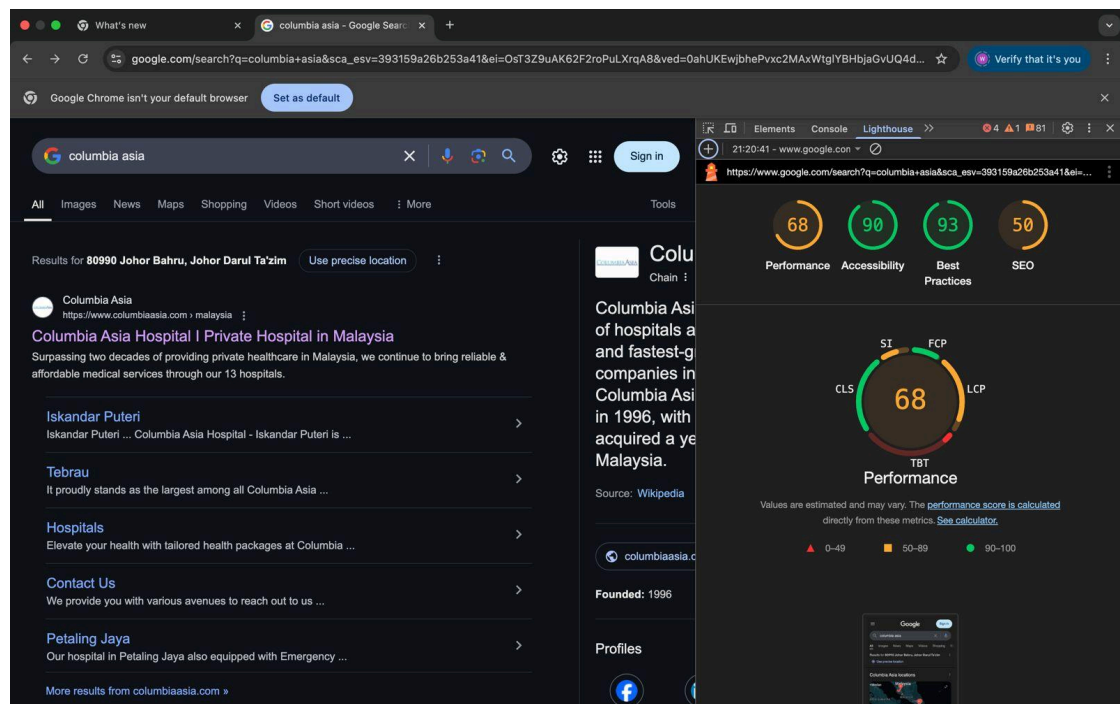 What's new
columbia asia - Google Searc
google.com/search?q=columbia+asia&sca_esv=393159a26b253a41&ei=OsT3Z9uAK62F2roPuLXrqA8&ved=0ahUKEwjbhePvxc2MAxWtglYBHbjaGvUQ4d...
Verify that it's you
Google Chrome isn't your default browser
Set as default
columbia asia
Sign in
All Images News Maps Shopping Videos Short videos More
Tools
Results for 80990 Johor Bahru, Johor Darul Ta'zim
Use precise location
Columbia Asia
https://www.columbiaasia.com › malaysia
Columbia Asia Hospital I Private Hospital in Malaysia
Surpassing two decades of providing private healthcare in Malaysia, we continue to bring reliable &
affordable medical services through our 13 hospitals.
Iskandar Puteri
Iskandar Puteri ... Columbia Asia Hospital - Iskandar Puteri is ...
Tebrau
It proudly stands as the largest among all Columbia Asia ...
Hospitals
Elevate your health with tailored health packages at Columbia ...
Contact Us
We provide you with various avenues to reach out to us ...
Petaling Jaya
Our hospital in Petaling Jaya also equipped with Emergency ...
More results from columbiaasia.com »
Colu
Chain
Columbia Asi
of hospitals a
and fastest-g
companies in
Columbia Asi
in 1996, with
acquired a ye
Malaysia.
Source: Wikipedia
columbiaasia.c
Founded: 1996
Profiles
Elements Console Lighthouse
4 1 81
21:20:41 - www.google.con
https://www.google.com/search?q=columbia+asia&sca_esv=393159a26b253a41&ei=...
68
Performance
90
Accessibility
93
Best
Practices
50
SEO
SI
FCP
CLS
LCP
68
TBT
Performance
Values are estimated and may vary. The performance score is calculated
directly from these metrics. See calculator.
0–49
50–89
90–100
Google